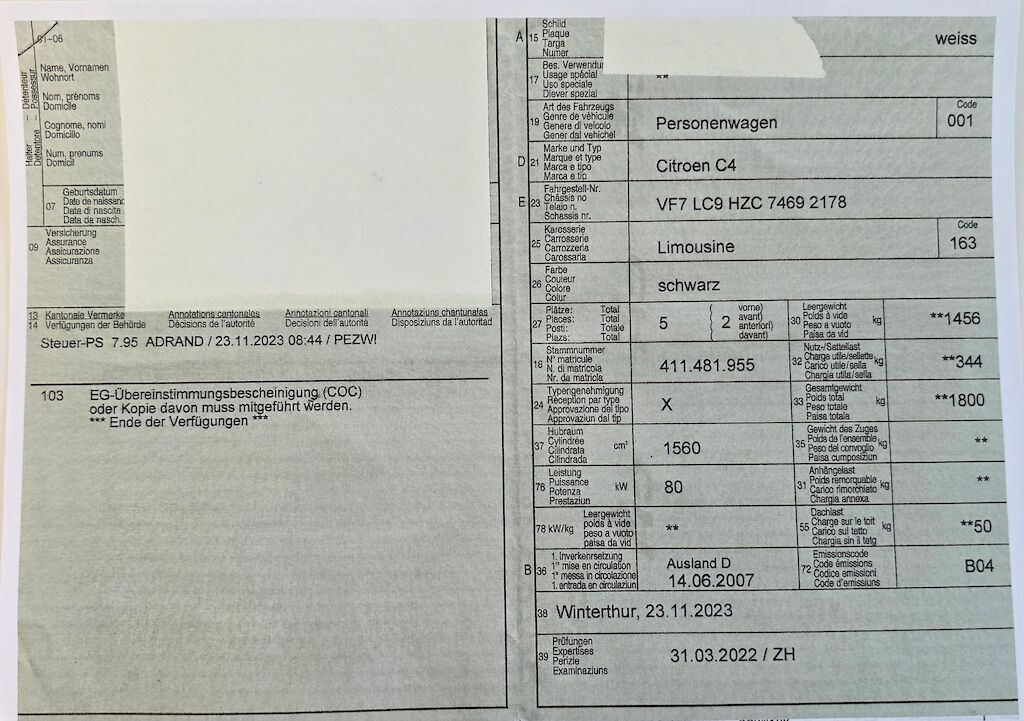 01-06
Halter Détenteur
Detentore Possessur
Name, Vornamen
Wohnort
Nom, prénoms
Domicile
Cognome, nomi
Domicilio
Num, prenums
Domicil
07
Geburtsdatum
Date de naissanc
Data di nascita
Data da nasch.
09
Versicherung
Assurance
Assicurazione
Assicuranza
13 Kantonale Vermerke Annotations cantonales Annotazioni cantonali Annotaziuns chantunalas
14 Verfügungen der Behörde Décisions de l'autorité Decisioni dell'autorità Disposiziuns da l'autoritad
Steuer-PS 7.95 ADRAND / 23.11.2023 08:44 / PEZW!
103 EG-Übereinstimmungsbescheinigung (COC)
oder Kopie davon muss mitgeführt werden.
*** Ende der Verfügungen ***
A 15
Schild
Plaque
Targa
Numer
weiss
17
Bes. Verwendu
Usage spécial
Uso speciale
Diever spezial
**
19
Art des Fahrzeugs
Genre de véhicule
Genere di veicolo
Gener dal vehichel
Personenwagen
Code
001
D 21
Marke und Typ
Marque et type
Marca e tipo
Marca e tip
Citroen C4
E 23
Fahrgestell-Nr.
Châssis no
Telaio n.
Schassis nr.
VF7 LC9 HZC 7469 2178
25
Karosserie
Carrosserie
Carrozzeria
Carossaria
Limousine
Code
163
26
Farbe
Couleur
Colore
Colur
schwarz
27
Plätze: Total
Places: Total
Posti: Totale
Plazs: Total
5
( 2
vorne)
avant)
anteriori)
davant)
30
Leergewicht
Poids à vide
Peso a vuoto
Paisa da vid
kg
**1456
18
Stammnummer
N° matricule
N. di matricola
Nr. da matricla
411.481.955
32
Nutz-/Sattellast
Charge utile/sellette
Carico utile/sella
Chargia utila/sella
kg
**344
24
Typengenehmigung
Réception par type
Approvazione del tipo
Approvaziun dal tip
X
33
Gesamtgewicht
Poids total
Peso totale
Paisa totala
kg
**1800
37
Hubraum
Cylindrée
Cilindrata
Cilindrada
cm³
1560
35
Gewicht des Zuges
Poids de l'ensemble
Peso del convoglio
Paisa cumposiziun
kg
**
76
Leistung
Puissance
Potenza
Prestaziun
kW
80
31
Anhängelast
Poids remorquable
Carico rimorchiato
Chargia annexa
kg
**
78 kW/kg
Leergewicht
poids à vide
peso a vuoto
paisa da vid
**
55
Dachlast
Charge sur le toit
Carico sul tetto
Chargia sin il tetg
kg
**50
B 36
1. Inverkehrsetzung
1re mise en circulation
1a messa in circolazione
1. entrada en circulaziun
Ausland D
14.06.2007
72
Emissionscode
Code émissions
Codice emissioni
Code d'emissiuns
B04
38 Winterthur, 23.11.2023
39
Prüfungen
Expertises
Perizie
Examinaziuns
31.03.2022 / ZH